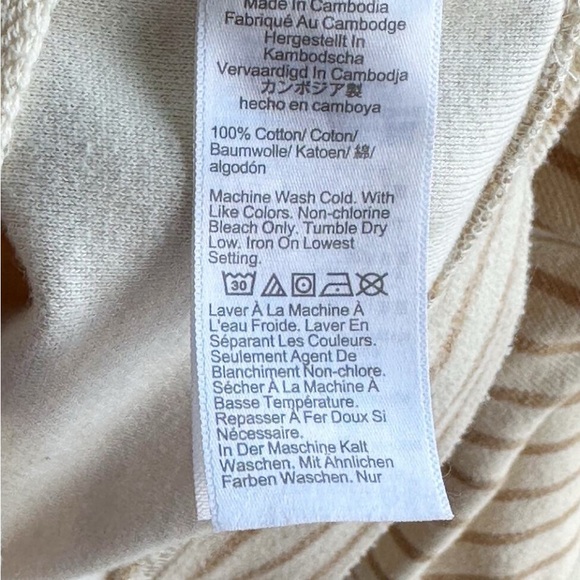 Made In Cambodia
Fabriqué Au Cambodge
Hergestellt In
Kambodscha
Vervaardigd In Cambodja
カンボジア製
hecho en camboya
100% Cotton/ Coton/
Baumwolle/ Katoen/ 綿/
algodón
Machine Wash Cold. With
Like Colors. Non-chlorine
Bleach Only. Tumble Dry
Low. Iron On Lowest
Setting.
30
Laver À La Machine À
L'eau Froide. Laver En
Séparant Les Couleurs.
Seulement Agent De
Blanchiment Non-chlore.
Sécher À La Machine À
Basse Température.
Repasser À Fer Doux Si
Nécessaire.
In Der Maschine Kalt
Waschen. Mit Ähnlichen
Farben Waschen. Nur